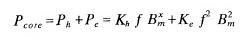 P_core = P_h + P_e = K_h f B_m^x + K_e f^2 B_m^2